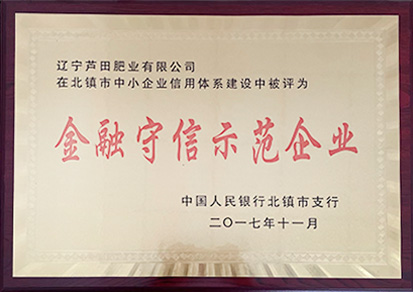 辽宁芦田肥业有限公司
在北镇市中小企业信用体系建设中被评为
金融守信示范企业
中国人民银行北镇市支行
二〇一七年十一月